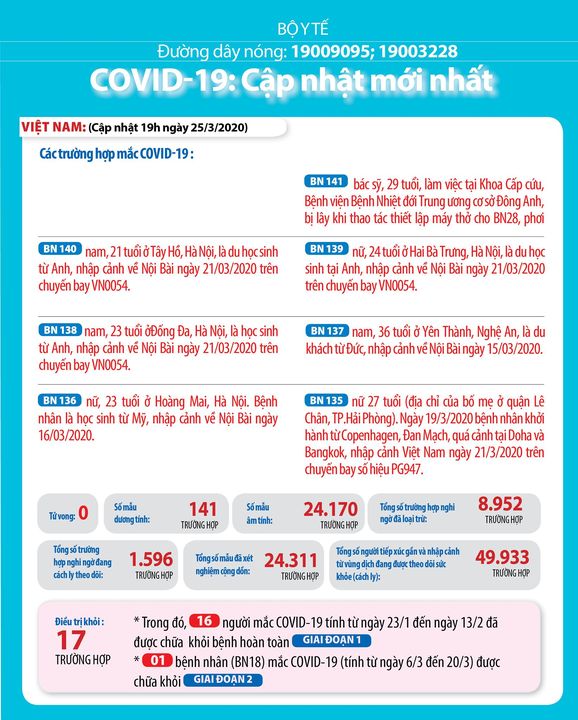 BỘ Y TẾ
Đường dây nóng: 19009095; 19003228
COVID-19: Cập nhật mới nhất
VIỆT NAM: (Cập nhật 19h ngày 25/3/2020)
Các trường hợp mắc COVID-19 :
BN 141 bác sỹ, 29 tuổi, làm việc tại Khoa Cấp cứu,
Bệnh viện Bệnh Nhiệt đới Trung ương cơ sở Đông Anh,
bị lây khi thao tác thiết lập máy thở cho BN28, phơi
BN 140 nam, 21 tuổi ở Tây Hồ, Hà Nội, là du học sinh
từ Anh, nhập cảnh về Nội Bài ngày 21/03/2020 trên
chuyến bay VN0054.
BN 139 nữ, 24 tuổi ở Hai Bà Trưng, Hà Nội, là du học
sinh tại Anh, nhập cảnh về Nội Bài ngày 21/03/2020
trên chuyến bay VN0054.
BN 138 nam, 23 tuổi ởĐống Đa, Hà Nội, là học sinh
từ Anh, nhập cảnh về Nội Bài ngày 21/03/2020 trên
chuyến bay VN0054.
BN 137 nam, 36 tuổi ở Yên Thành, Nghệ An, là du
khách từ Đức, nhập cảnh về Nội Bài ngày 15/03/2020.
BN 136 nữ, 23 tuổi ở Hoàng Mai, Hà Nội. Bệnh
nhân là học sinh từ Mỹ, nhập cảnh về Nội Bài ngày
16/03/2020.
BN 135 nữ 27 tuổi (địa chỉ của bố mẹ ở quận Lê
Chân, TP.Hải Phòng). Ngày 19/3/2020 bệnh nhân khởi
hành từ Copenhagen, Đan Mạch, quá cảnh tại Doha và
Bangkok, nhập cảnh Việt Nam ngày 21/3/2020 trên
chuyến bay số hiệu PG947.
Tử vong: 0
Số mẫu
dương tính:
141
TRƯỜNG HỢP
Số mẫu
âm tính:
24.170
TRƯỜNG HỢP
Tổng số trường hợp nghi
ngờ đã loại trừ:
8.952
TRƯỜNG HỢP
Tổng số trường
hợp nghi ngờ đang
cách ly theo dõi:
1.596
TRƯỜNG HỢP
Tổng số mẫu đã xét
nghiệm cộng dồn:
24.311
TRƯỜNG HỢP
Tổng số người tiếp xúc gần và nhập cảnh
từ vùng dịch đang được theo dõi sức
khỏe (cách ly):
49.933
TRƯỜNG HỢP
Điều trị khỏi :
17
TRƯỜNG HỢP
* Trong đó, 16 người mắc COVID-19 tính từ ngày 23/1 đến ngày 13/2 đã
được chữa khỏi bệnh hoàn toàn GIAI ĐOẠN 1
* 01 bệnh nhân (BN18) mắc COVID-19 (tính từ ngày 6/3 đến 20/3) được
chữa khỏi GIAI ĐOẠN 2